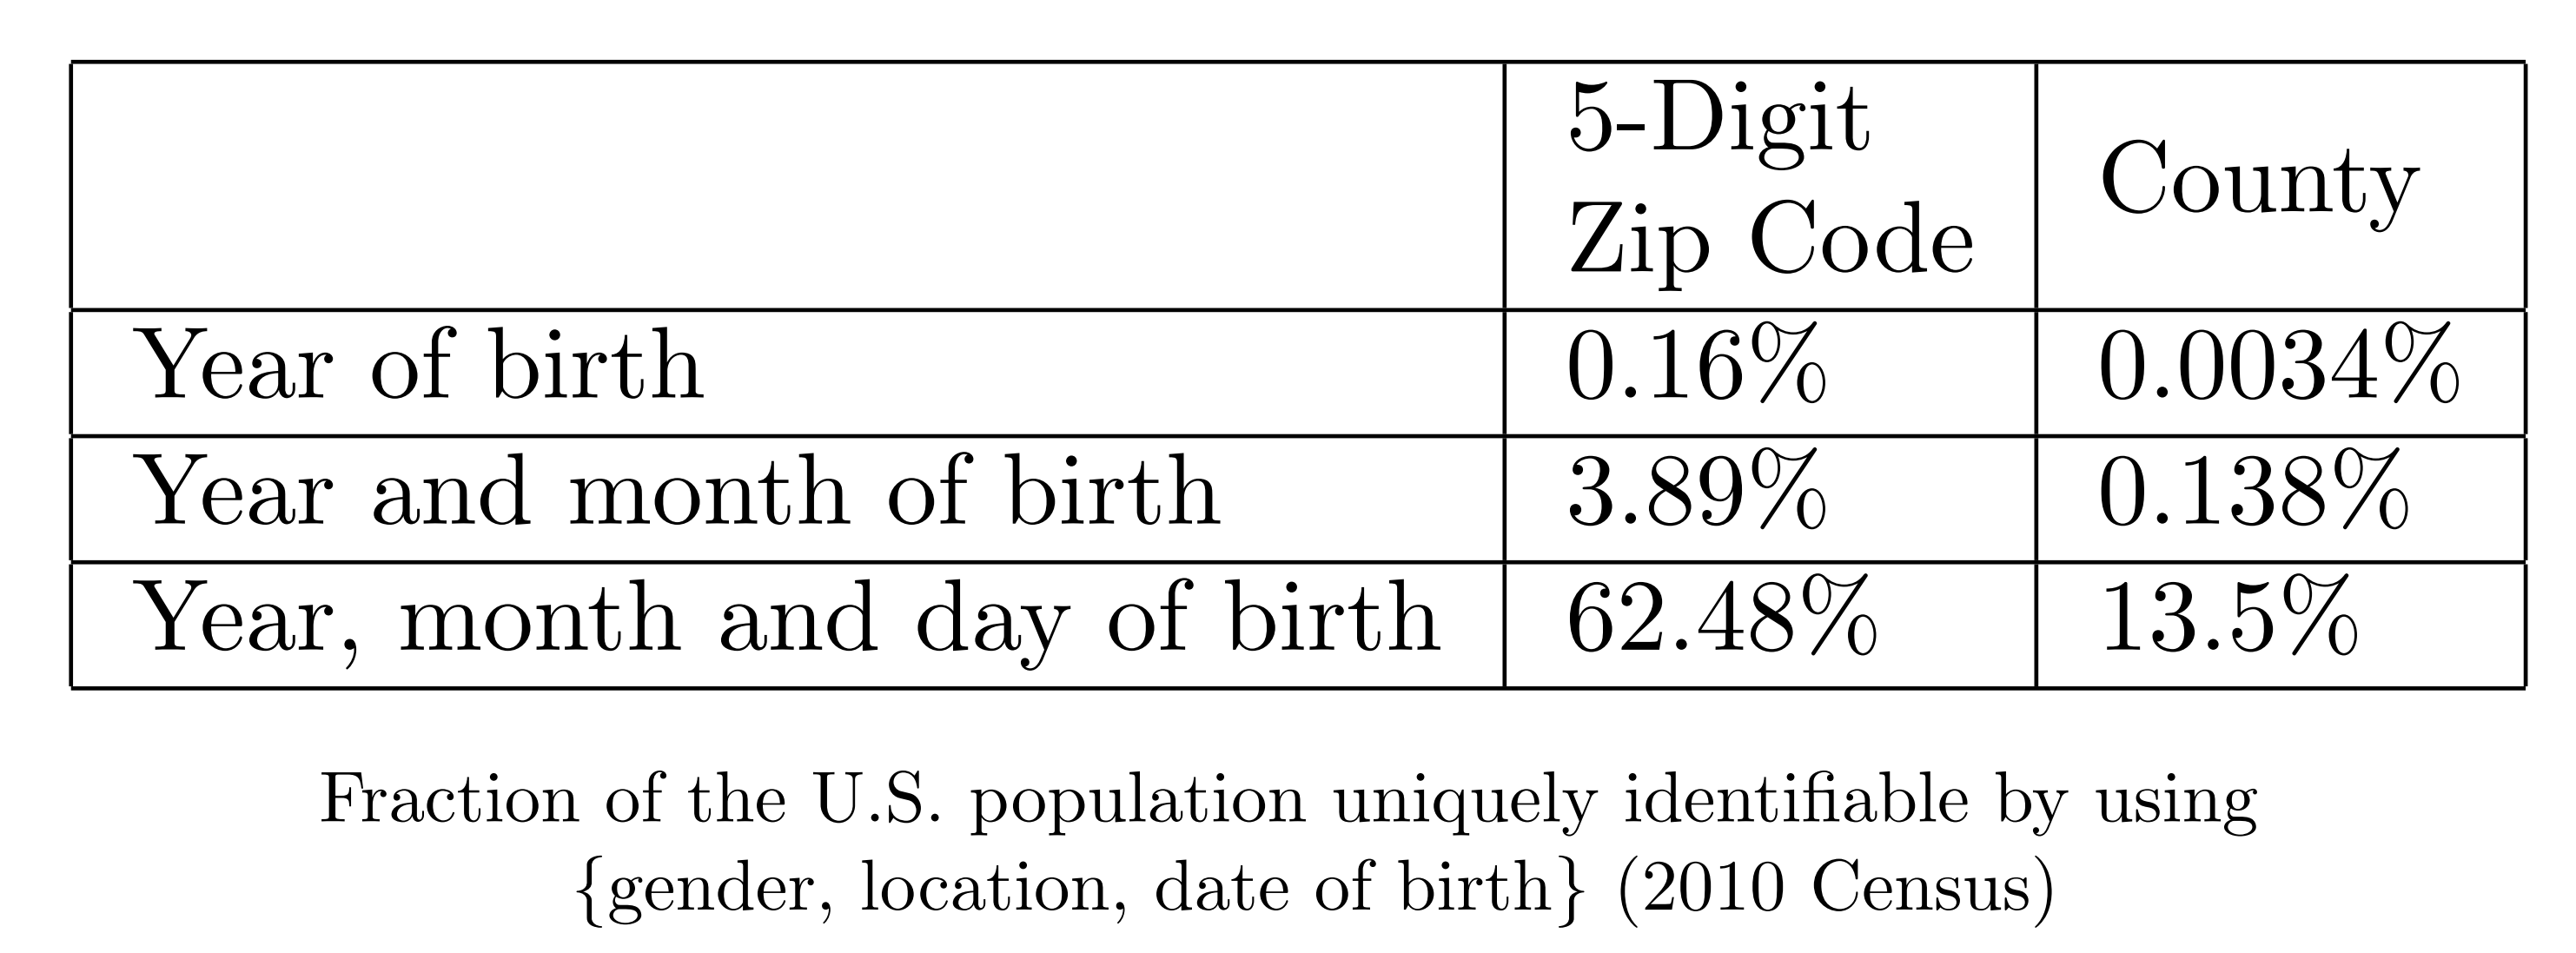 5-Digit
Zip Code
County
Year of birth 0.16% 0.0034%
Year and month of birth 3.89% 0.138%
Year, month and day of birth 62.48% 13.5%
Fraction of the U.S. population uniquely identifiable by using
{gender, location, date of birth} (2010 Census)